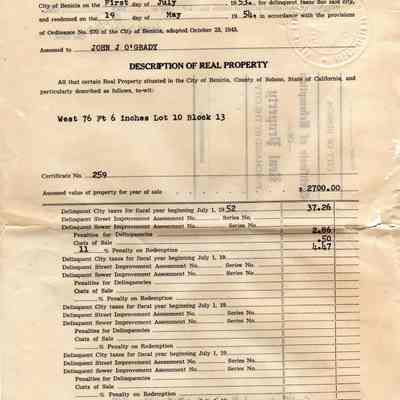 City of Benicia on the First day of July 1953, for delinquent taxes due said city,
and redeemed on the 19 day of May 1954 in accordance with the provisions
of Ordinance No. 570 of the City of Benicia, adopted October 23, 1943.
Assessed to JOHN J O'GRADY
DESCRIPTION OF REAL PROPERTY
All that certain Real Property situated in the City of Benicia, County of Solano, State of California, and
particularly described as follows, to-wit:
West 76 Ft 6 inches Lot 10 Block 13
Certificate No. 259
Assessed value of property for year of sale $ 2700.00
Delinquent City taxes for fiscal year beginning July 1, 1952 37.26
Delinquent Street Improvement Assessment No. Series No.
Delinquent Sewer Improvement Assessment No. Series No.
Penalties for Delinquencies 2.86
Costs of Sale .50
11 % Penalty on Redemption 4.47
Delinquent City taxes for fiscal year beginning July 1, 19
Delinquent Street Improvement Assessment No. Series No.
Delinquent Sewer Improvement Assessment No. Series No.
Penalties for Delinquencies
Costs of Sale
% Penalty on Redemption
Delinquent City taxes for fiscal year beginning July 1, 19
Delinquent Street Improvement Assessment No. Series No.
Delinquent Sewer Improvement Assessment No. Series No.
Penalties for Delinquencies
Costs of Sale
% Penalty on Redemption
Delinquent City taxes for fiscal year beginning July 1, 19
Delinquent Street Improvement Assessment No. Series No.
Delinquent Sewer Improvement Assessment No. Series No.
Penalties for Delinquencies
Costs of Sale
% Penalty on Redemption